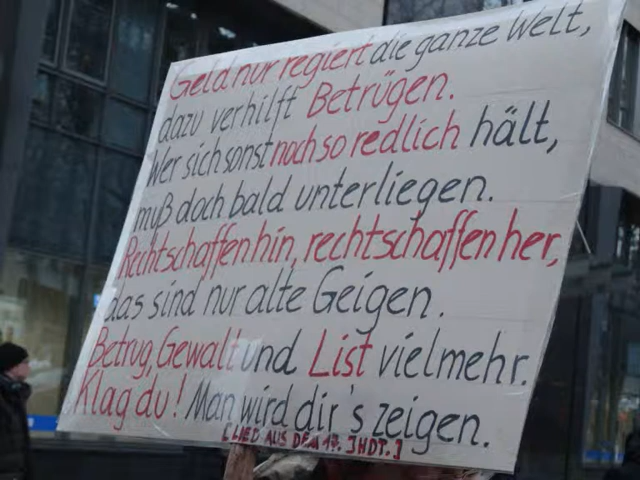 Geld nur regiert die ganze Welt,
dazu verhilft Betrügen.
Wer sich sonst noch so redlich hält,
muß doch bald unterliegen.
Rechtschaffen hin, rechtschaffen her,
das sind nur alte Geigen.
Betrug, Gewalt und List vielmehr.
Klag du! Man wird dir's zeigen.
[LIED AUS DEM 17. JHDT.]